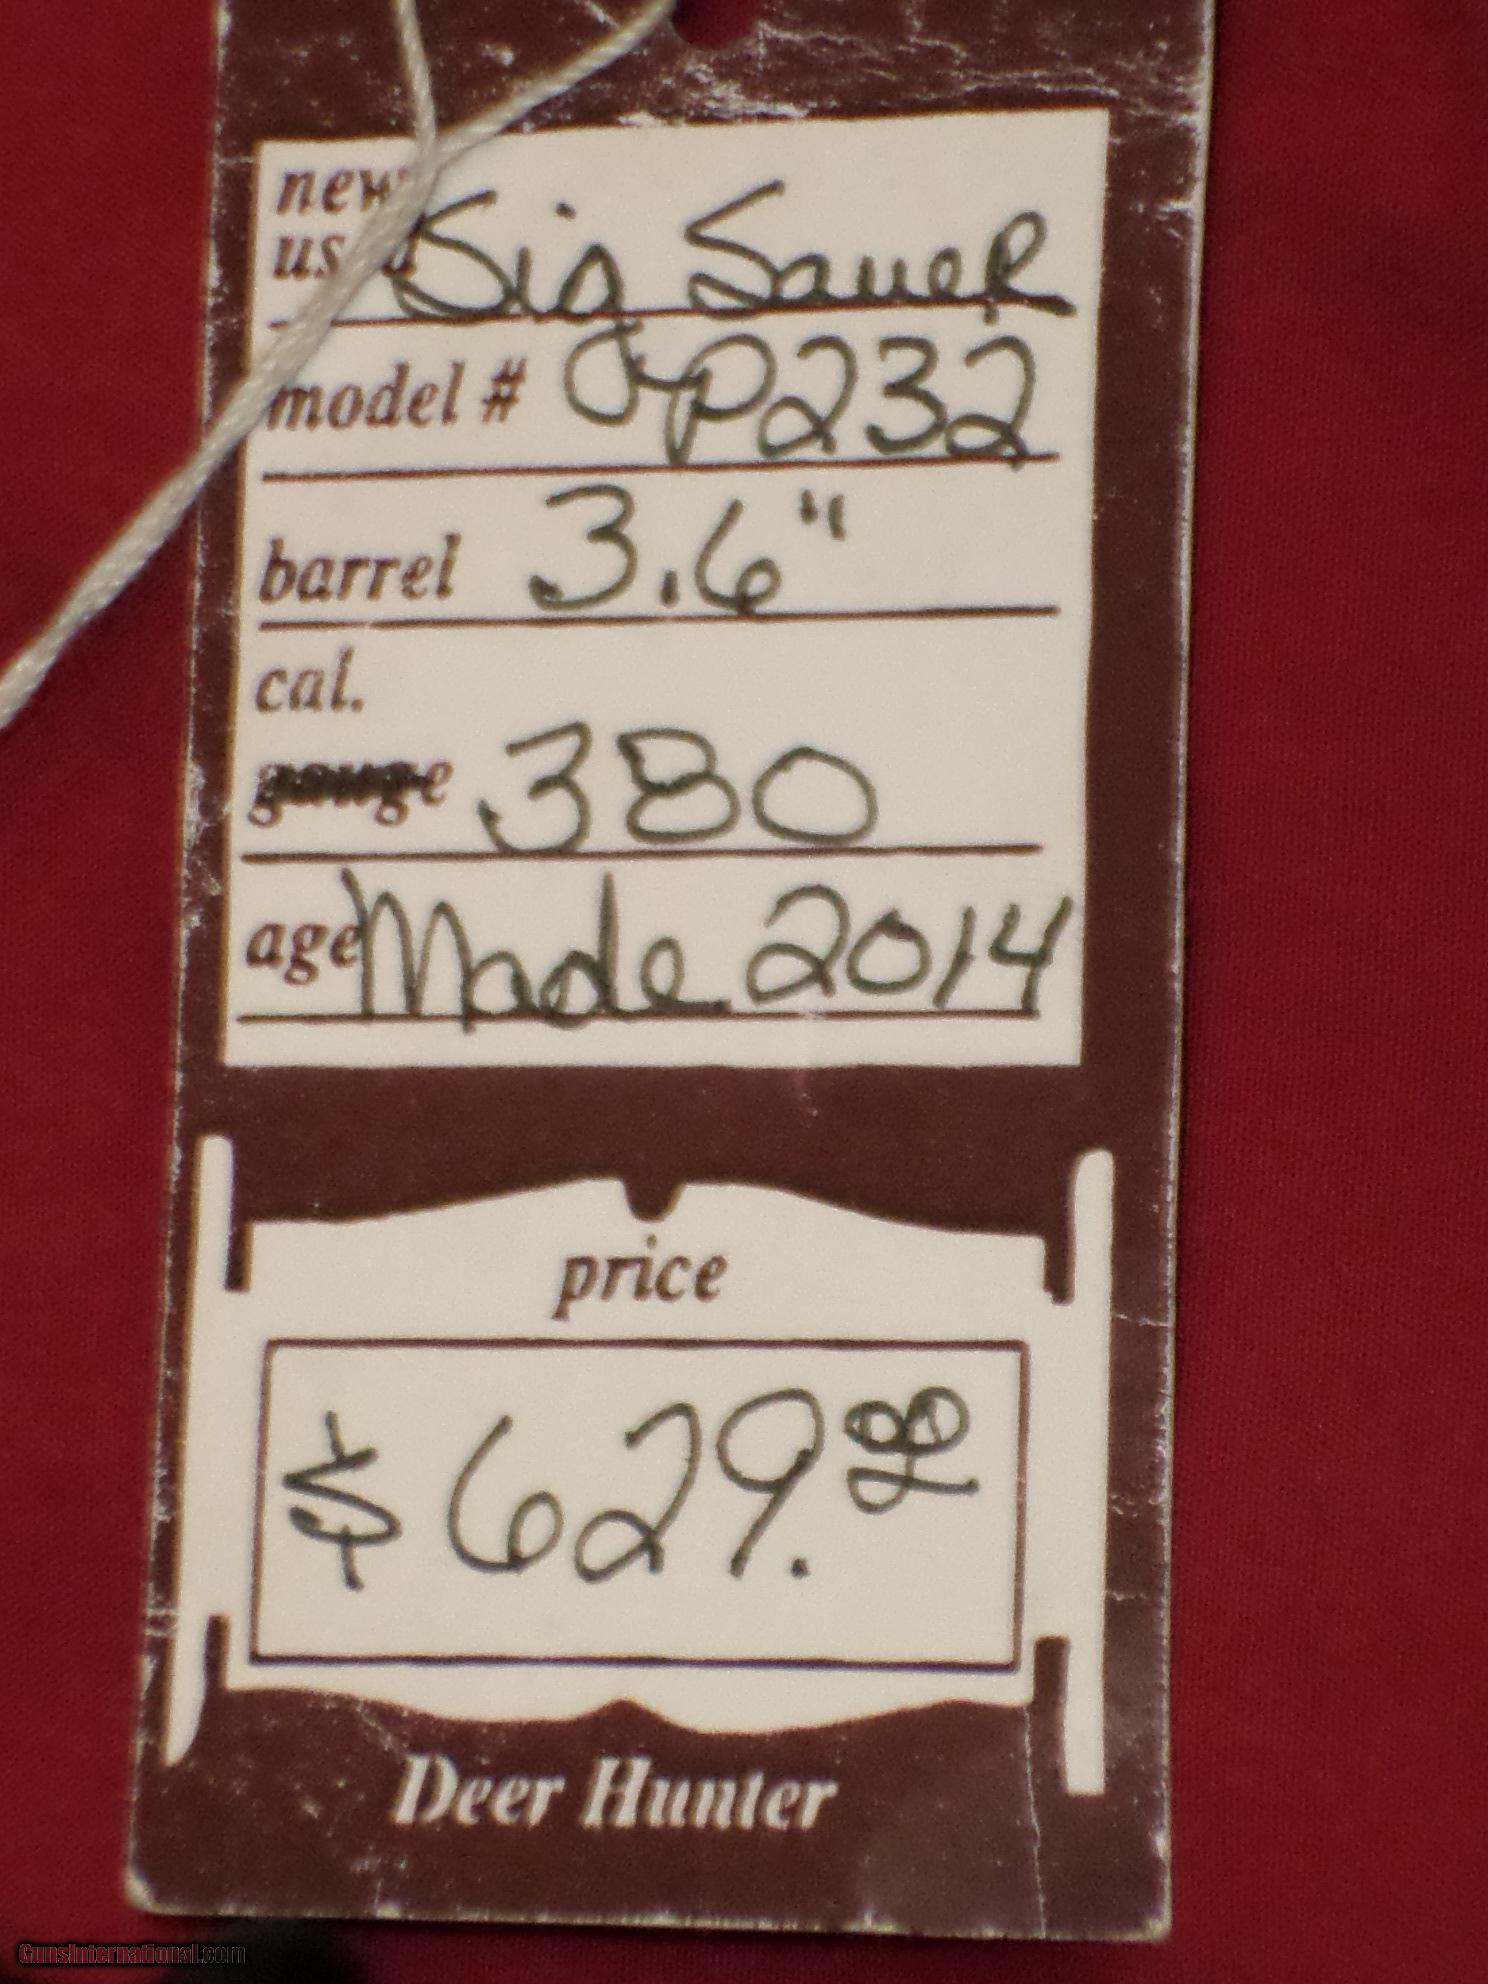 new
used Sig Sauer
model # P232
barrel 3.6"
cal.
gauge 380
age Made 2014
price
$629.00
Deer Hunter
GunsInternational.com